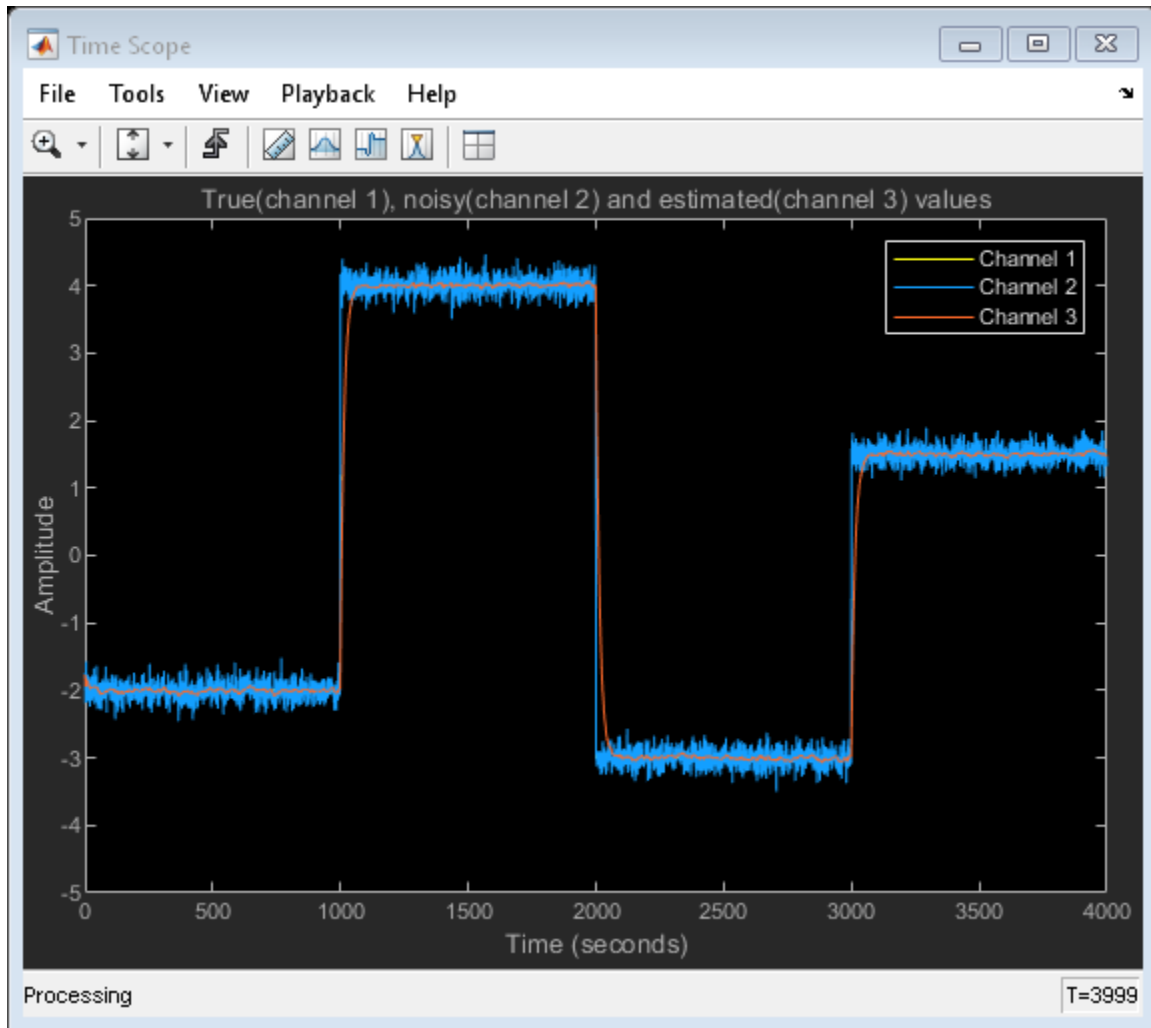 Time Scope
File Tools View Playback Help
True(channel 1), noisy(channel 2) and estimated(channel 3) values
Channel 1
Channel 2
Channel 3
Amplitude
5
4
3
2
1
0
-1
-2
-3
-4
-5
0 500 1000 1500 2000 2500 3000 3500 4000
Time (seconds)
Processing T=3999